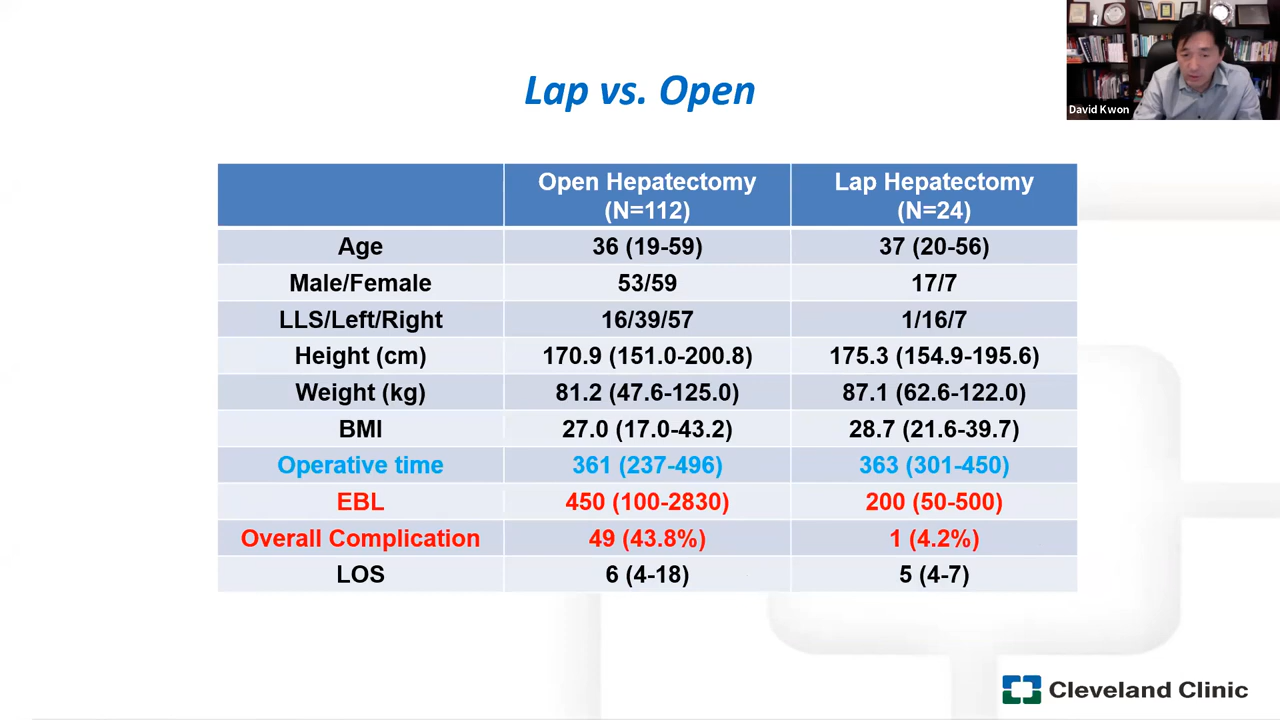 David Kwon
Lap vs. Open
Open Hepatectomy (N=112) Lap Hepatectomy (N=24)
Age 36 (19-59) 37 (20-56)
Male/Female 53/59 17/7
LLS/Left/Right 16/39/57 1/16/7
Height (cm) 170.9 (151.0-200.8) 175.3 (154.9-195.6)
Weight (kg) 81.2 (47.6-125.0) 87.1 (62.6-122.0)
BMI 27.0 (17.0-43.2) 28.7 (21.6-39.7)
Operative time 361 (237-496) 363 (301-450)
EBL 450 (100-2830) 200 (50-500)
Overall Complication 49 (43.8%) 1 (4.2%)
LOS 6 (4-18) 5 (4-7)
Cleveland Clinic